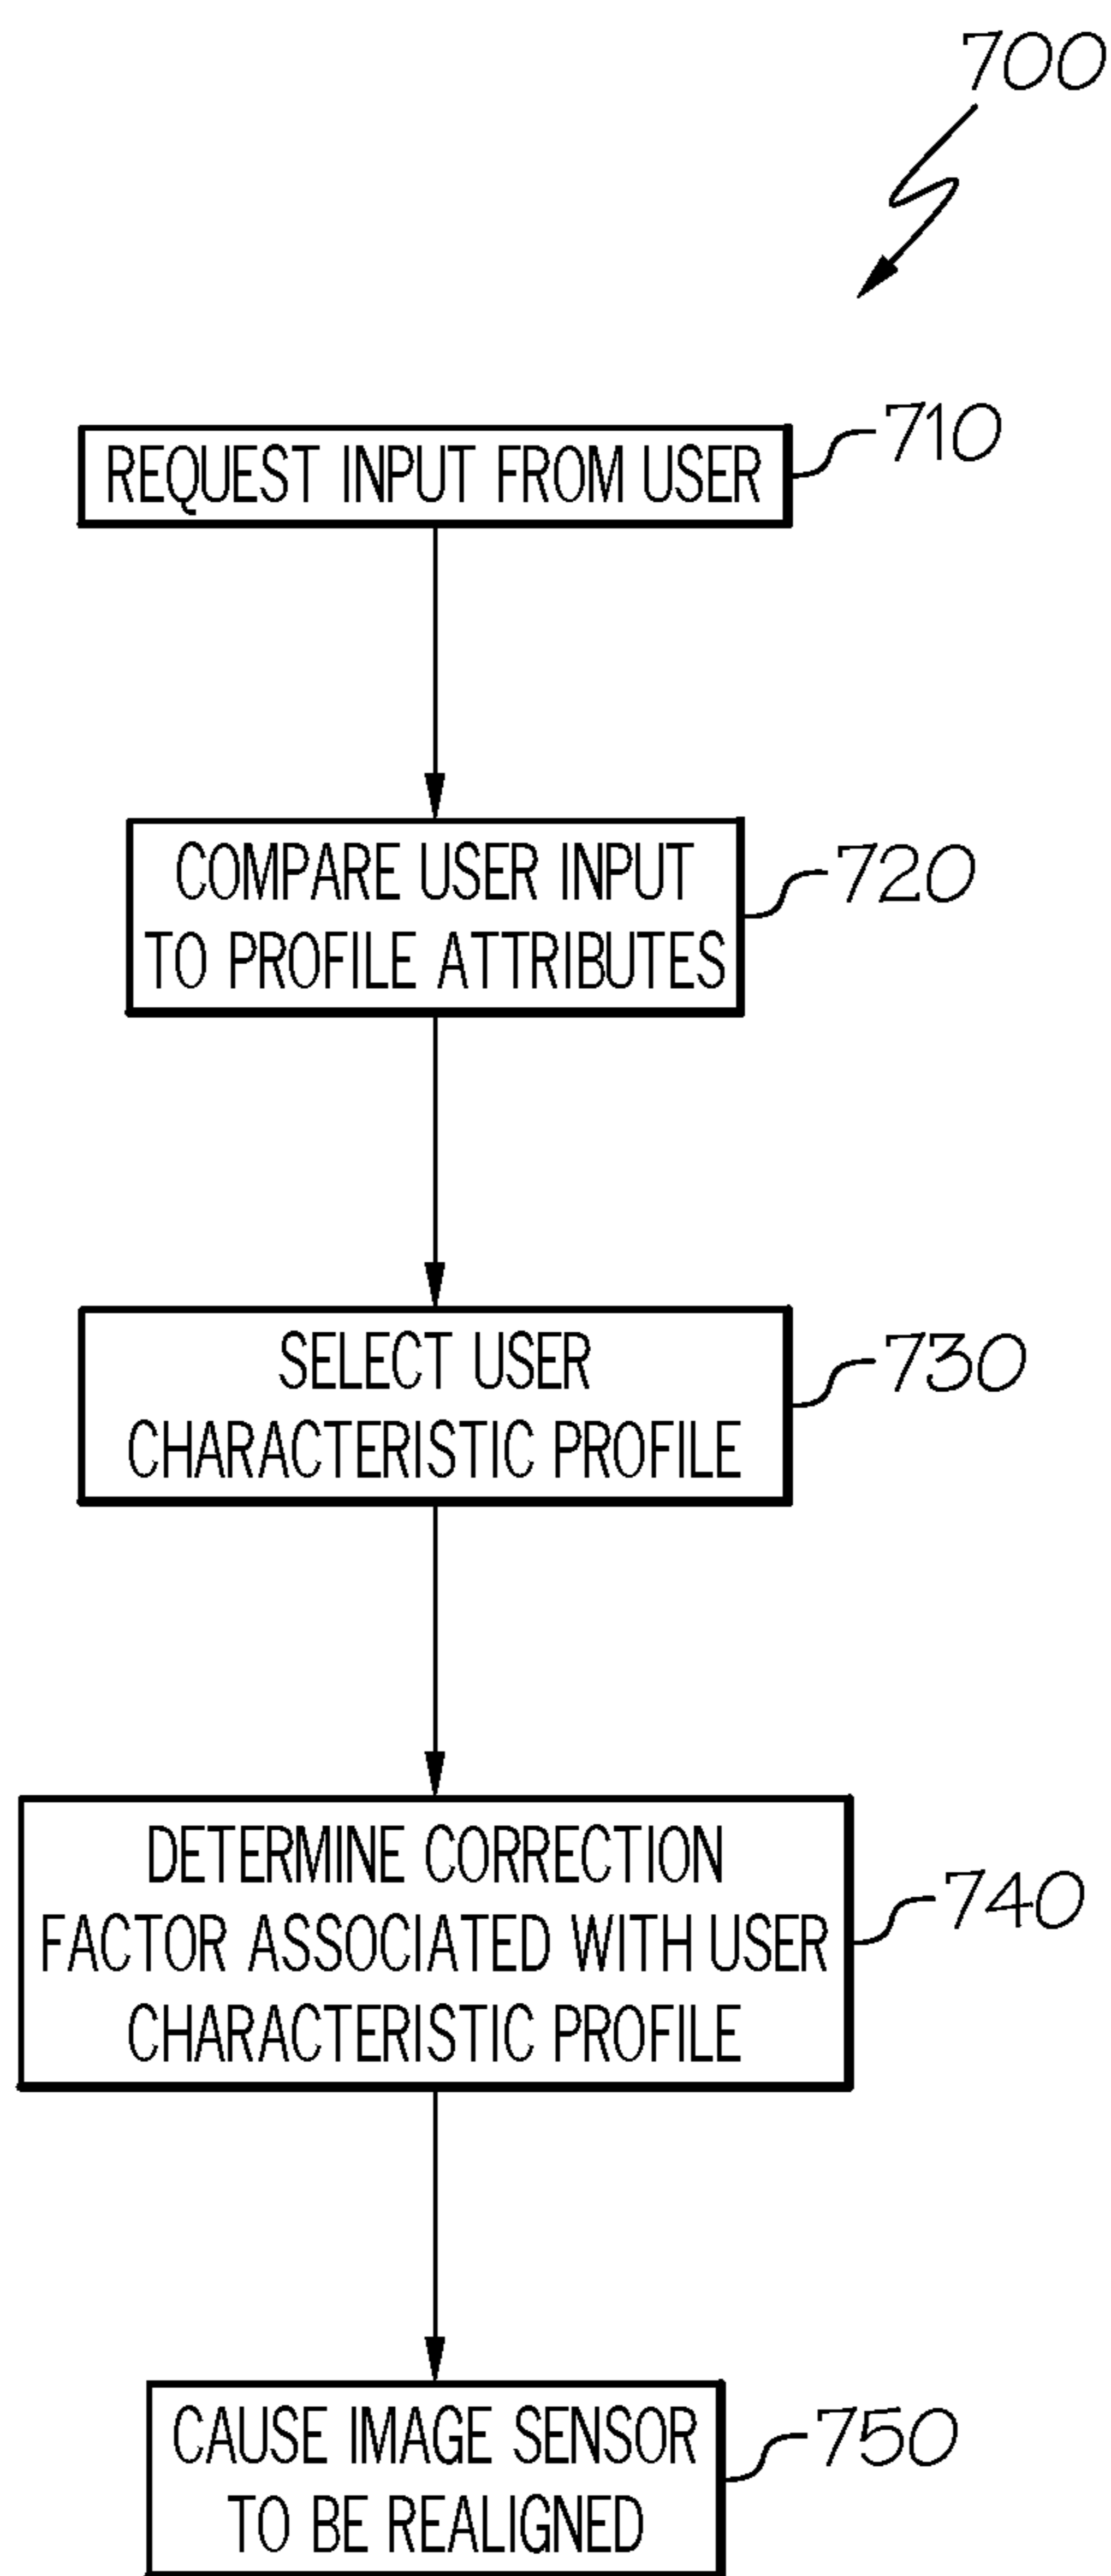 700
REQUEST INPUT FROM USER
710
COMPARE USER INPUT
TO PROFILE ATTRIBUTES
720
SELECT USER
CHARACTERISTIC PROFILE
730
DETERMINE CORRECTION
FACTOR ASSOCIATED WITH USER
CHARACTERISTIC PROFILE
740
CAUSE IMAGE SENSOR
TO BE REALIGNED
750